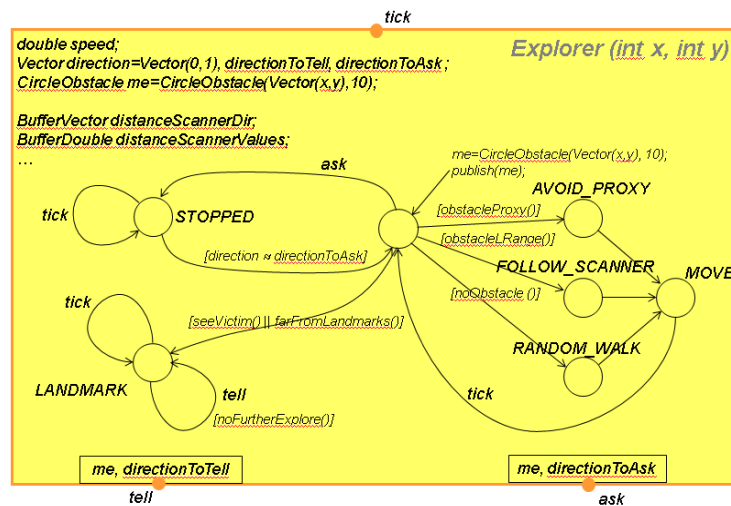 tick
Explorer (int x, int y)
double speed;
Vector direction=Vector(0,1), directionToTell, directionToAsk ;
CircleObstacle me=CircleObstacle(Vector(x,y),10);
BufferVector distanceScannerDir;
BufferDouble distanceScannerValues;
...
ask
me=CircleObstacle(Vector(x,y), 10);
publish(me);
AVOID_PROXY
tick
STOPPED
[obstacleProxy()]
[obstacleLRange()]
[direction ≈ directionToAsk]
FOLLOW_SCANNER
MOVE
[noObstacle ()]
tick
[seeVictim() || farFromLandmarks()]
RANDOM_WALK
LANDMARK
tell
tick
[noFurtherExplore()]
me, directionToTell
me, directionToAsk
tell
ask